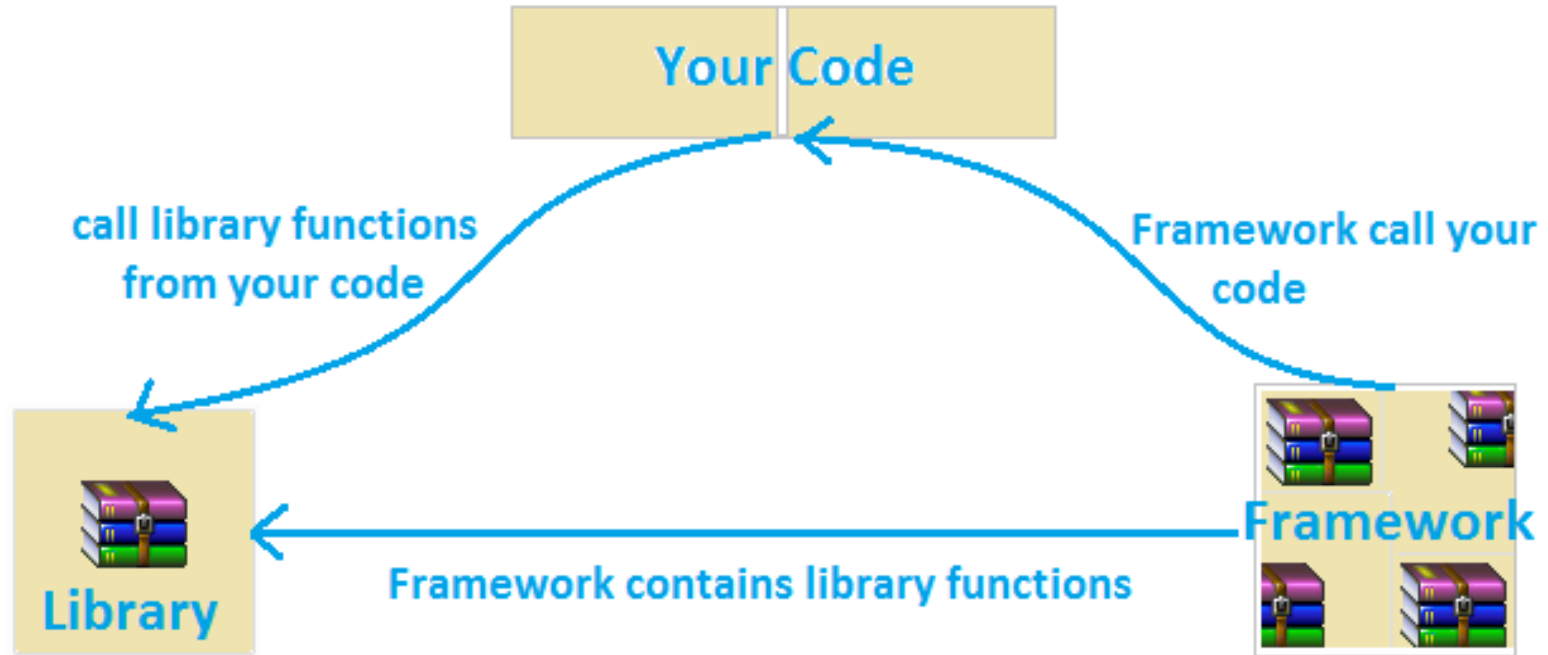 Your Code
call library functions
from your code
Framework call your
code
Framework
Framework contains library functions
Library